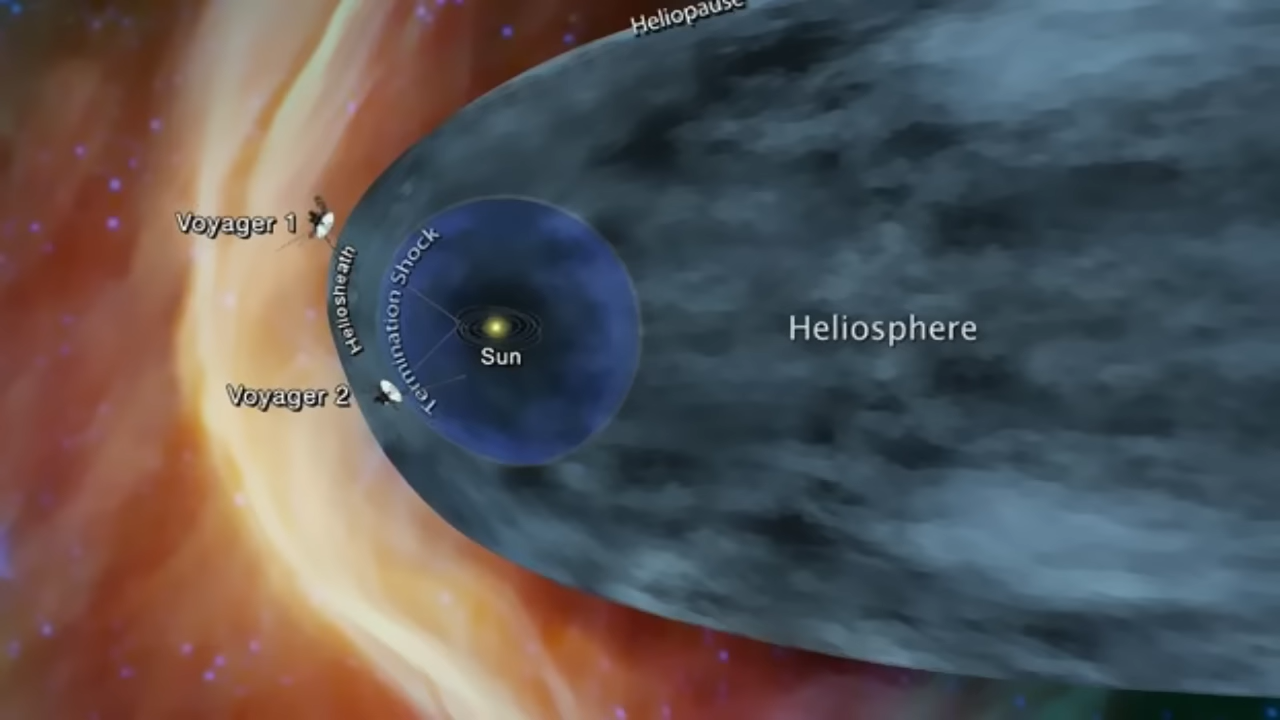 Heliopause
Voyager 1
Heliosheath
Termination Shock
Sun
Heliosphere
Voyager 2